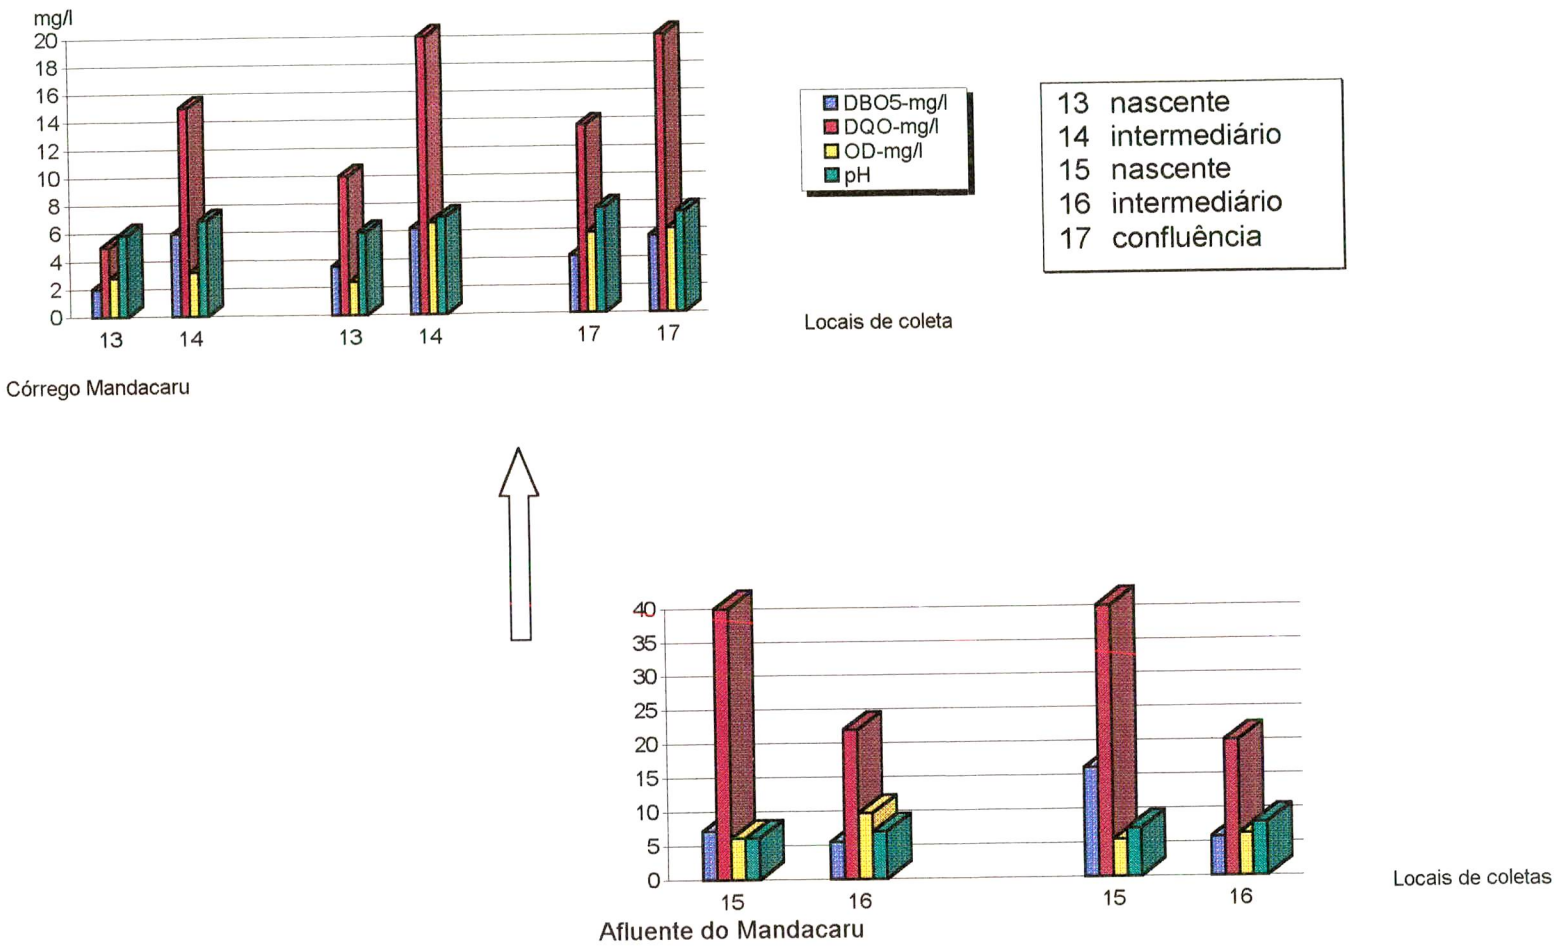 mg/l
20
18
16
14
12
10
8
6
4
2
0
13 14 13 14 17 17
Córrego Mandacaru
DBO5-mg/l
DQO-mg/l
OD-mg/l
pH
13 nascente
14 intermediário
15 nascente
16 intermediário
17 confluência
Locais de coleta
40
35
30
25
20
15
10
5
0
15 16 15 16
Afluente do Mandacaru
Locais de coletas